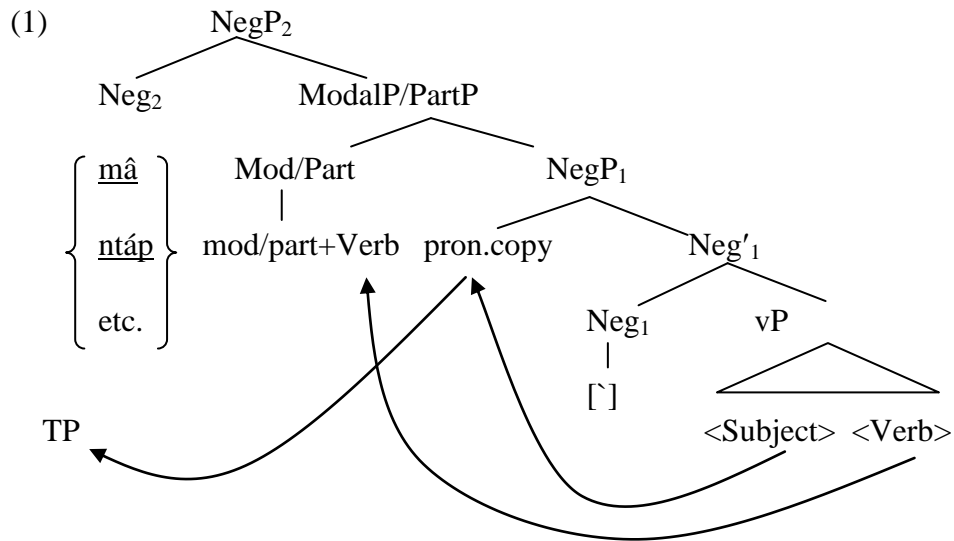 (1) NegP₂
Neg₂ ModalP/PartP
mâ Mod/Part NegP₁
ntáp mod/part+Verb pron.copy Neg′₁
etc. Neg₁ vP
[`]
TP <Subject> <Verb>